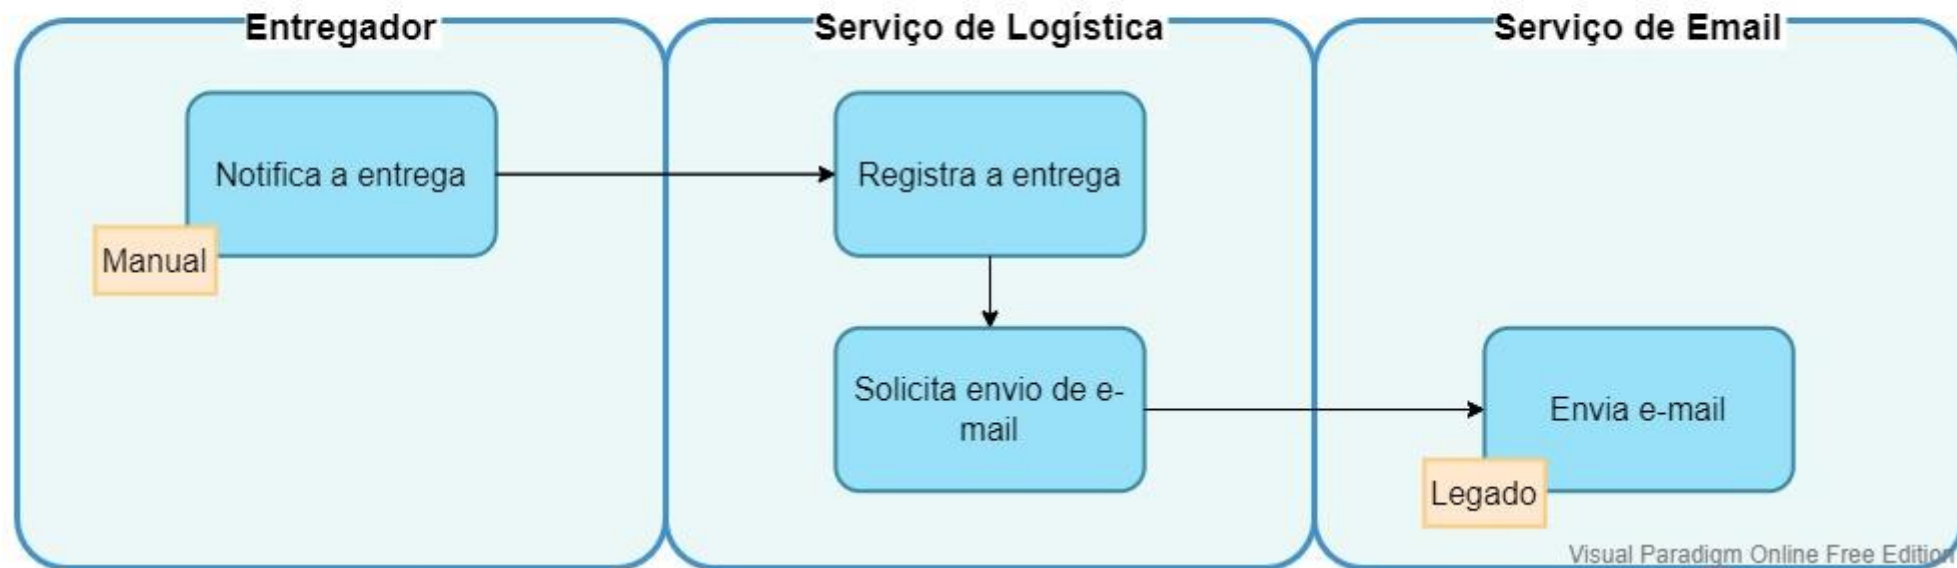 Entregador
Serviço de Logística
Serviço de Email
Notifica a entrega
Manual
Registra a entrega
Solicita envio de e-
mail
Envia e-mail
Legado
Visual Paradigm Online Free Edition